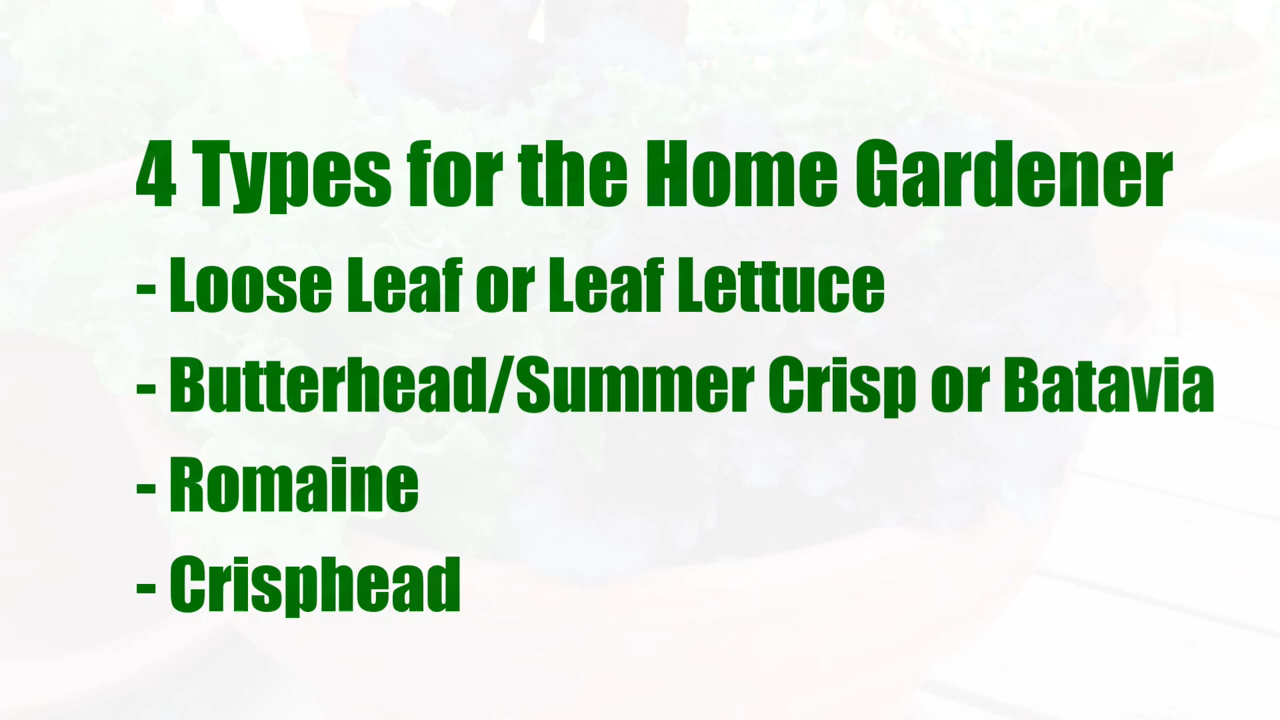 4 Types for the Home Gardener
- Loose Leaf or Leaf Lettuce
- Butterhead/Summer Crisp or Batavia
- Romaine
- Crisphead